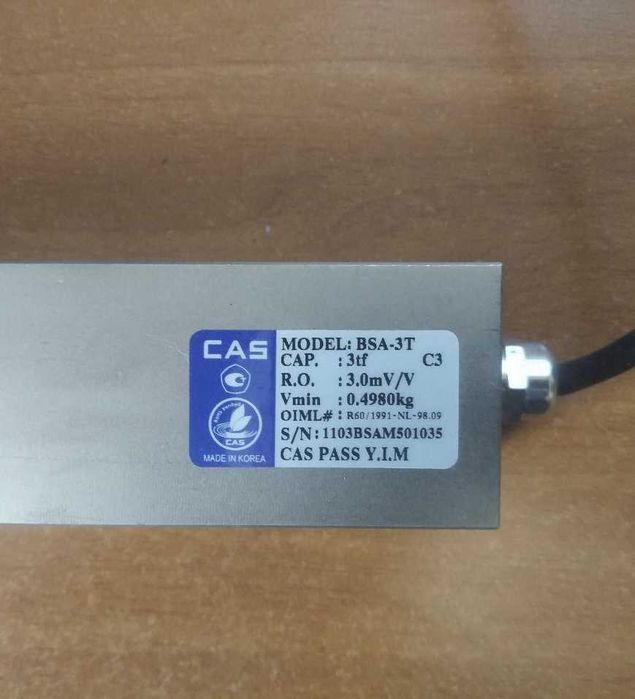 CAS
MODEL: BSA-3T
CAP. : 3tf C3
R.O. : 3.0mV/V
Vmin : 0.4980kg
OIML# : R60/1991-NL-98.09
S/N : 1103BSAM501035
CAS PASS Y.I.M
CAS
MADE IN KOREA